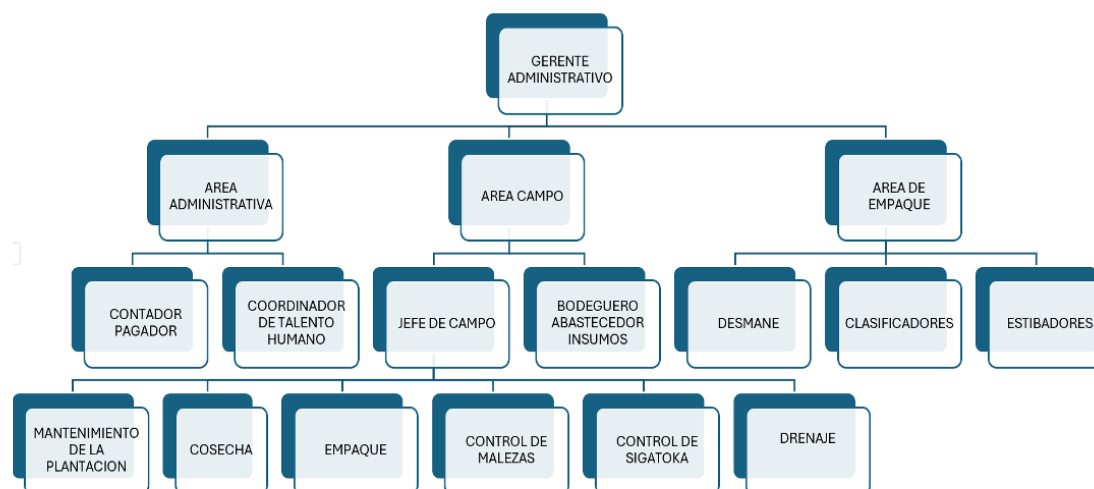 GERENTE
ADMINISTRATIVO
AREA
ADMINISTRATIVA
AREA CAMPO
AREA DE
EMPAQUE
CONTADOR
PAGADOR
COORDINADOR
DE TALENTO
HUMANO
JEFE DE CAMPO
BODEGUERO
ABASTECEDOR
INSUMOS
DESMANE
CLASIFICADORES
ESTIBADORES
MANTENIMIENTO
DE LA
PLANTACION
COSECHA
EMPAQUE
CONTROL DE
MALEZAS
CONTROL DE
SIGATOKA
DRENAJE